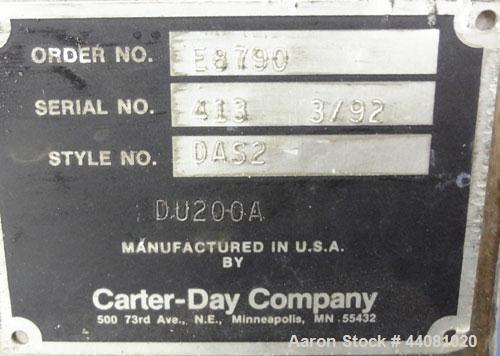 ORDER NO. E8790
SERIAL NO. 413 3/92
STYLE NO. DAS2
DU200A
MANUFACTURED IN U.S.A.
BY
Carter-Day Company
500 73rd Ave., N.E., Minneapolis, MN 55432
Aaron Stock # 44081020